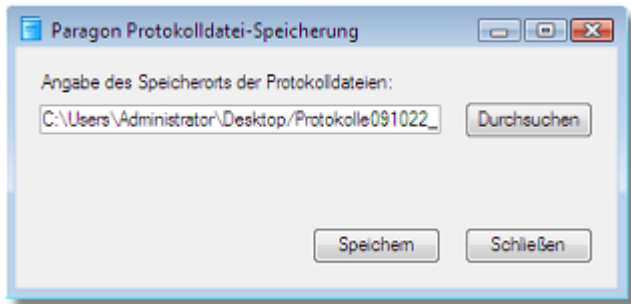 Paragon Protokolldatei-Speicherung
Angabe des Speicherorts der Protokolldateien:
C:\Users\Administrator\Desktop/Protokolle091022_
Durchsuchen
Speichern
Schließen